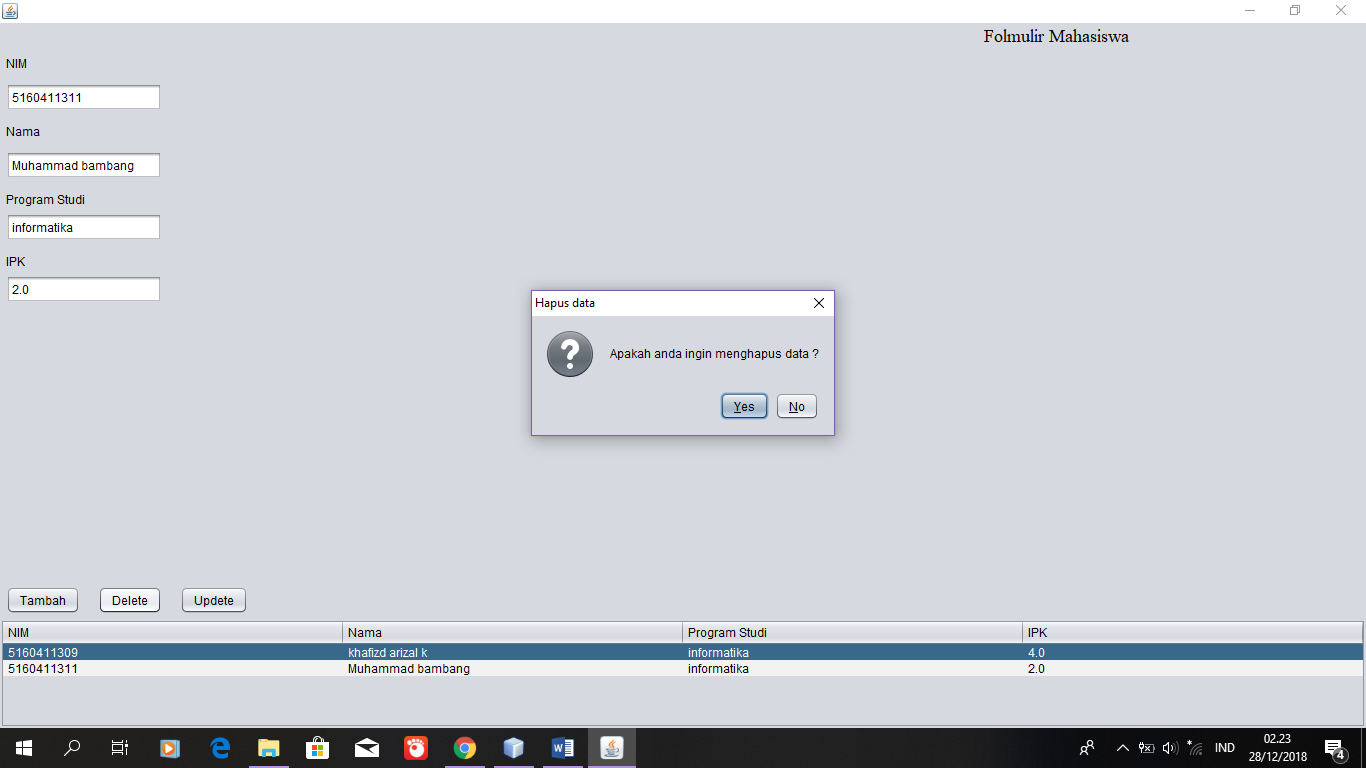 Folmulir Mahasiswa
NIM
5160411311
Nama
Muhammad bambang
Program Studi
informatika
IPK
2.0
Hapus data
Apakah anda ingin menghapus data ?
Yes No
Tambah Delete Updete
NIM Nama Program Studi IPK
5160411309 khafizd arizal k informatika 4.0
5160411311 Muhammad bambang informatika 2.0
IND 02.23
28/12/2018 4